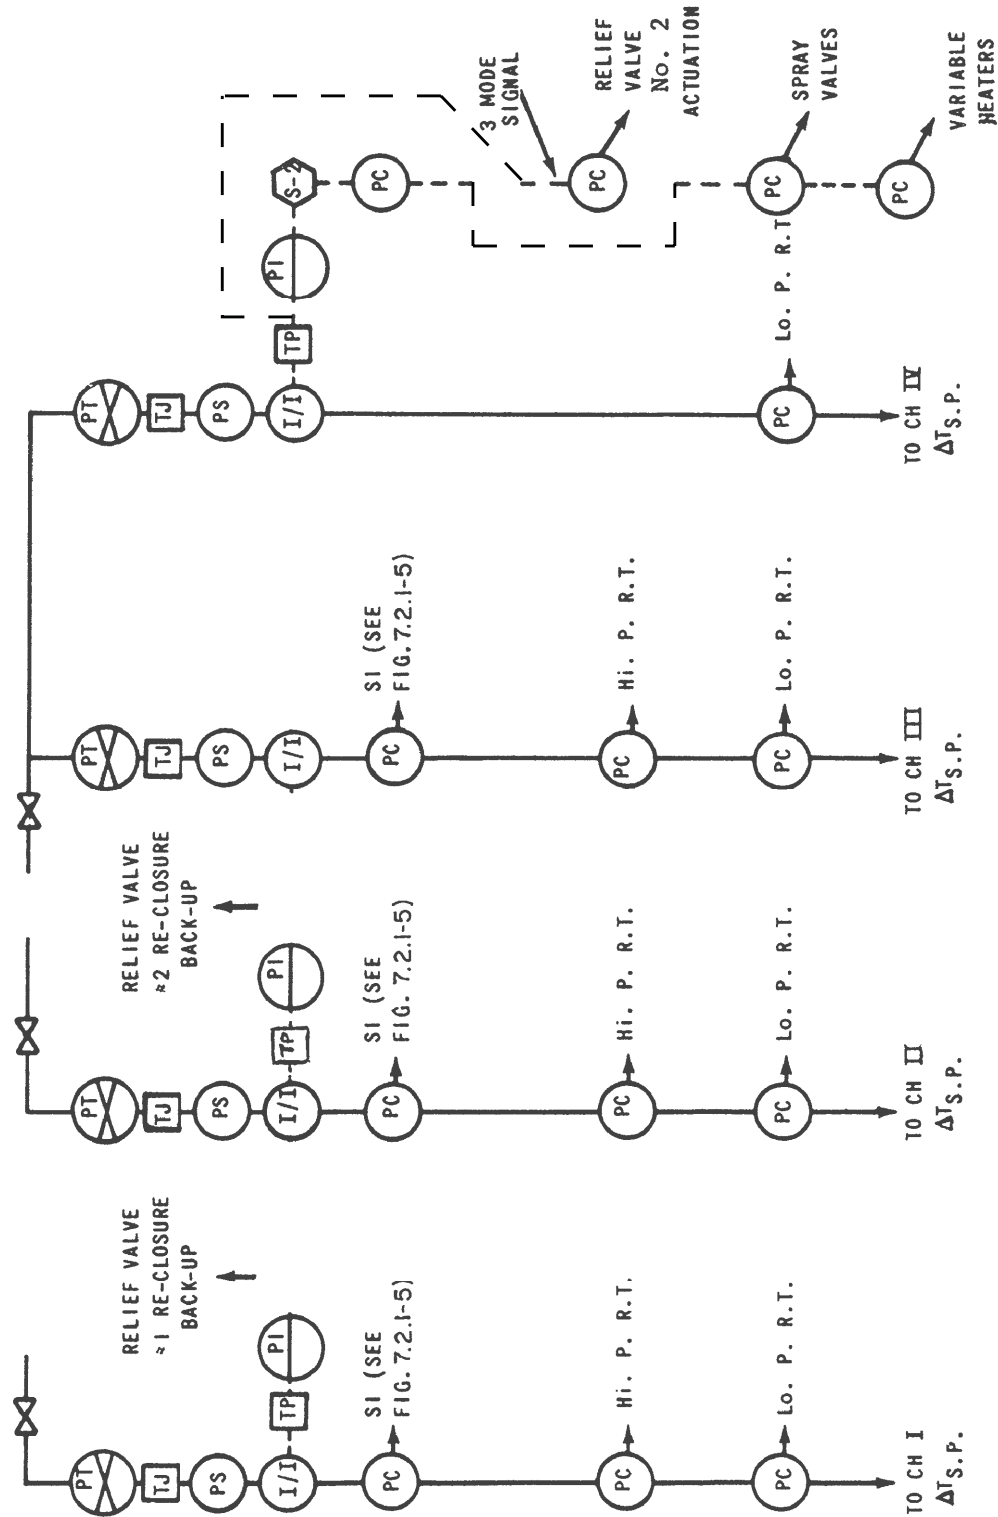 PT
TJ
PS
I/I
TP
PI
RELIEF VALVE
≈1 RE-CLOSURE
BACK-UP
PC
SI (SEE
FIG. 7.2.1-5)
PC
Hi. P. R.T.
PC
Lo. P. R.T.
TO CH I
ΔT S.P.
PT
TJ
PS
I/I
TP
PI
RELIEF VALVE
≈2 RE-CLOSURE
BACK-UP
PC
SI (SEE
FIG. 7.2.1-5)
PC
Hi. P. R.T.
PC
Lo. P. R.T.
TO CH II
ΔT S.P.
PT
TJ
PS
I/I
PC
SI (SEE
FIG. 7.2.1-5)
PC
Hi. P. R.T.
PC
Lo. P. R.T.
TO CH III
ΔT S.P.
PT
TJ
PS
I/I
TP
PI
S-2
PC
3 MODE
SIGNAL
PC
RELIEF
VALVE
No. 2
ACTUATION
PC
Lo. P. R.T.
PC
SPRAY
VALVES
PC
VARIABLE
HEATERS
TO CH IV
ΔT S.P.